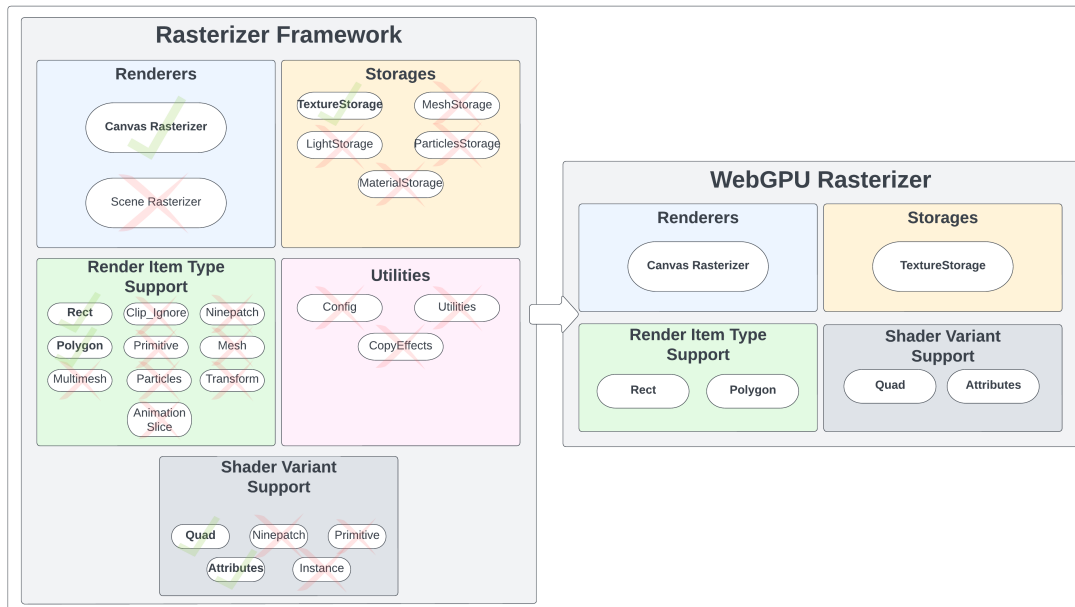 Rasterizer Framework
Renderers
Canvas Rasterizer
Scene Rasterizer
Storages
TextureStorage
MeshStorage
LightStorage
ParticlesStorage
MaterialStorage
Render Item Type
Support
Rect
Clip_Ignore
Ninepatch
Polygon
Primitive
Mesh
Multimesh
Particles
Transform
Animation
Slice
Utilities
Config
Utilities
CopyEffects
Shader Variant
Support
Quad
Ninepatch
Primitive
Attributes
Instance
WebGPU Rasterizer
Renderers
Canvas Rasterizer
Storages
TextureStorage
Render Item Type
Support
Rect
Polygon
Shader Variant
Support
Quad
Attributes